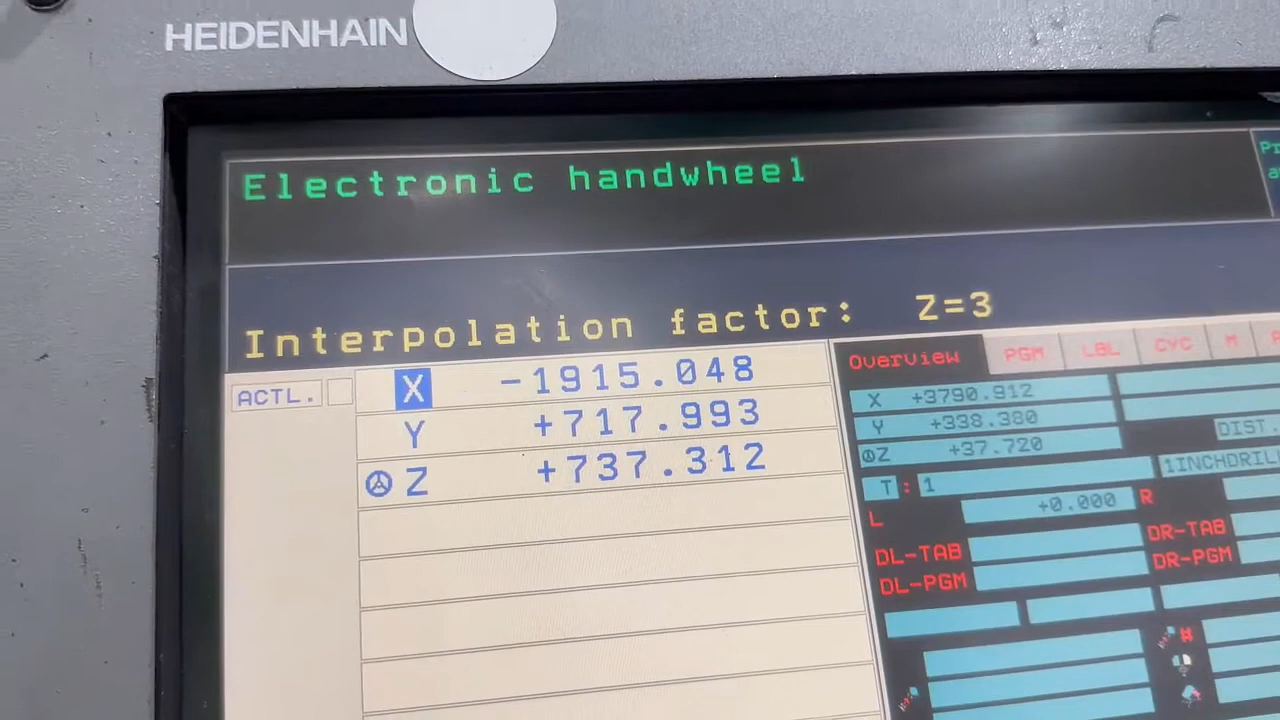 HEIDENHAIN
Electronic handwheel
Interpolation factor: Z=3
ACTL. X -1915.048
Y +717.993
Z +737.312
Overview PGM LBL CYC M
X +3790.912
Y +338.380
Z +37.720
DIST.
T : 1
1INCHDRILL
L +0.000 R
DL-TAB DR-TAB
DL-PGM DR-PGM